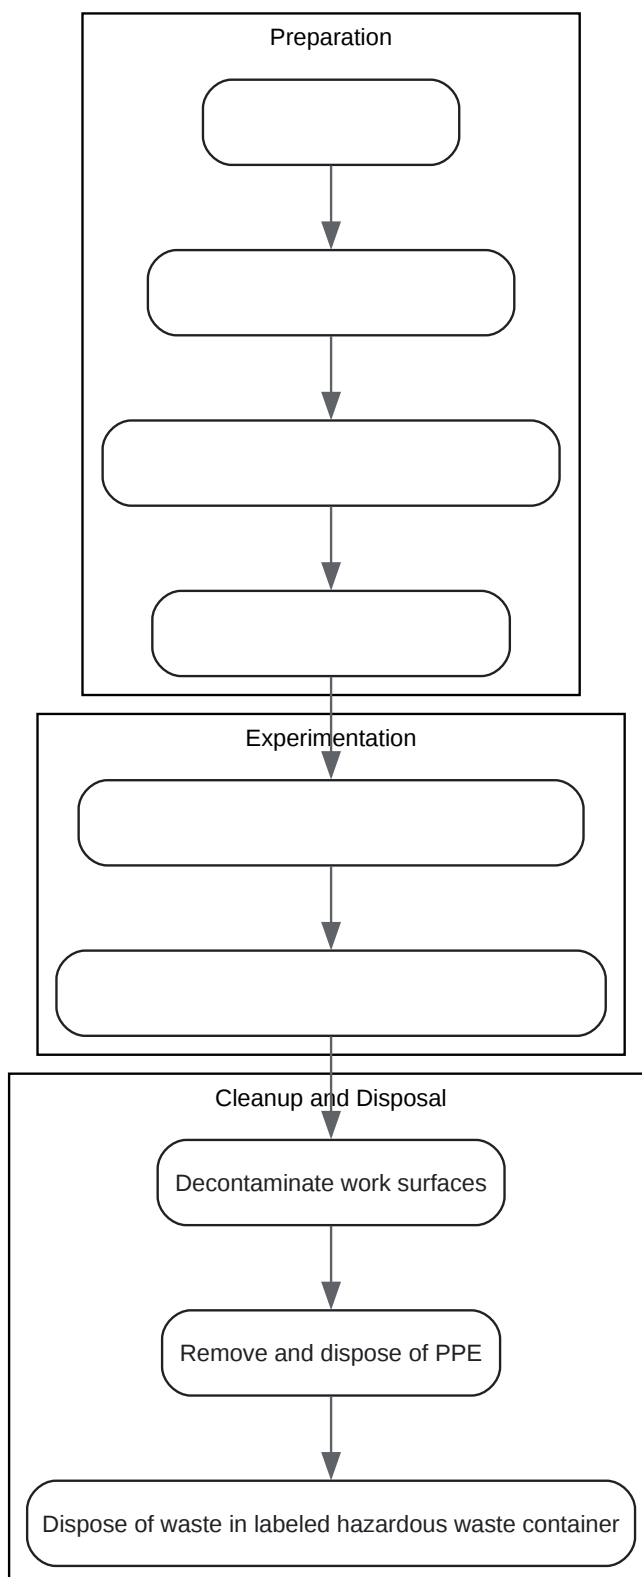 Preparation
Experimentation
Cleanup and Disposal
Decontaminate work surfaces
Remove and dispose of PPE
Dispose of waste in labeled hazardous waste container